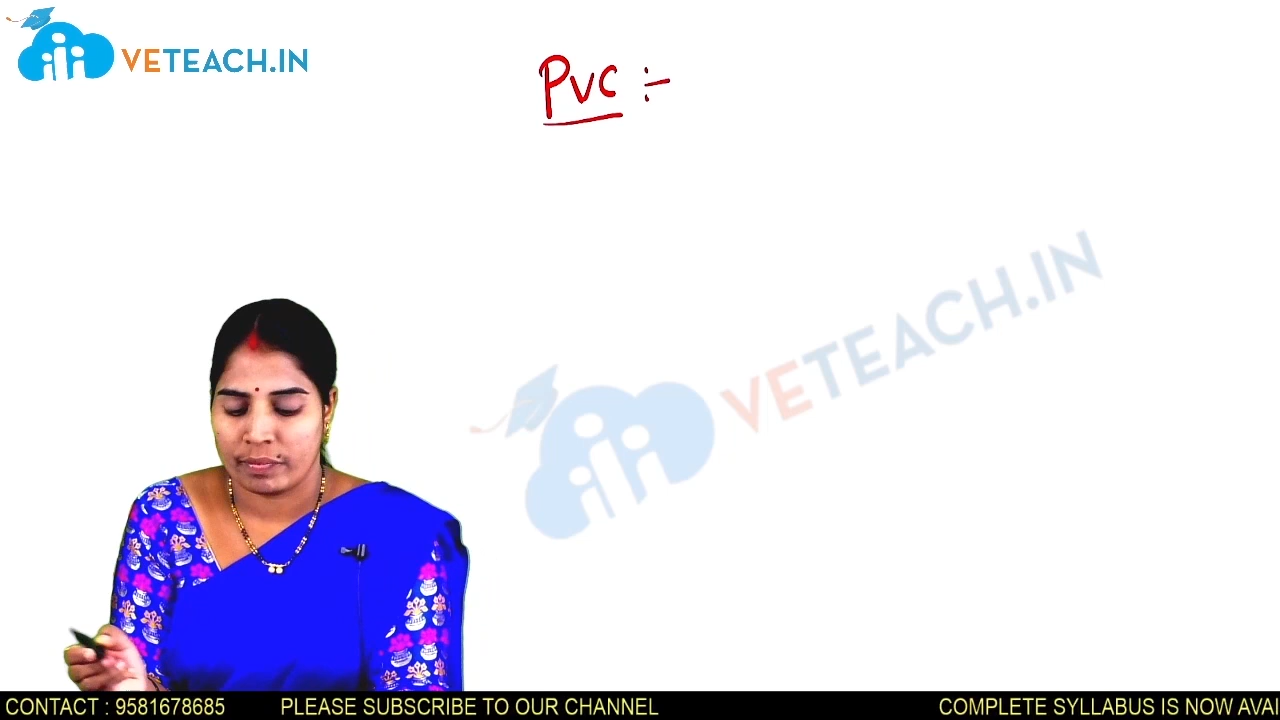 VETEACH.IN
PVC :-
VETEACH.IN
CONTACT : 9581678685 PLEASE SUBSCRIBE TO OUR CHANNEL COMPLETE SYLLABUS IS NOW AVAI